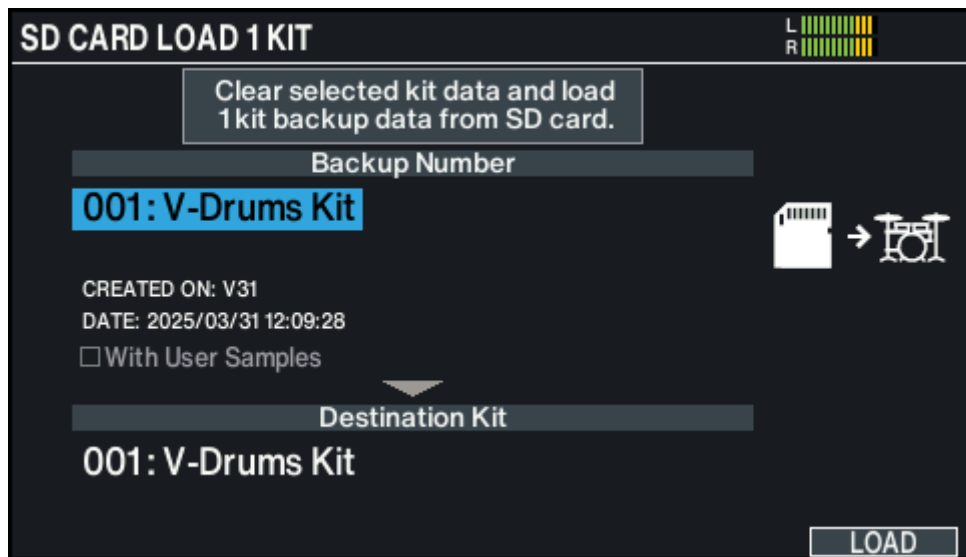 SD CARD LOAD 1 KIT
L
R
Clear selected kit data and load
1 kit backup data from SD card.
Backup Number
001: V-Drums Kit
CREATED ON: V31
DATE: 2025/03/31 12:09:28
With User Samples
Destination Kit
001: V-Drums Kit
LOAD